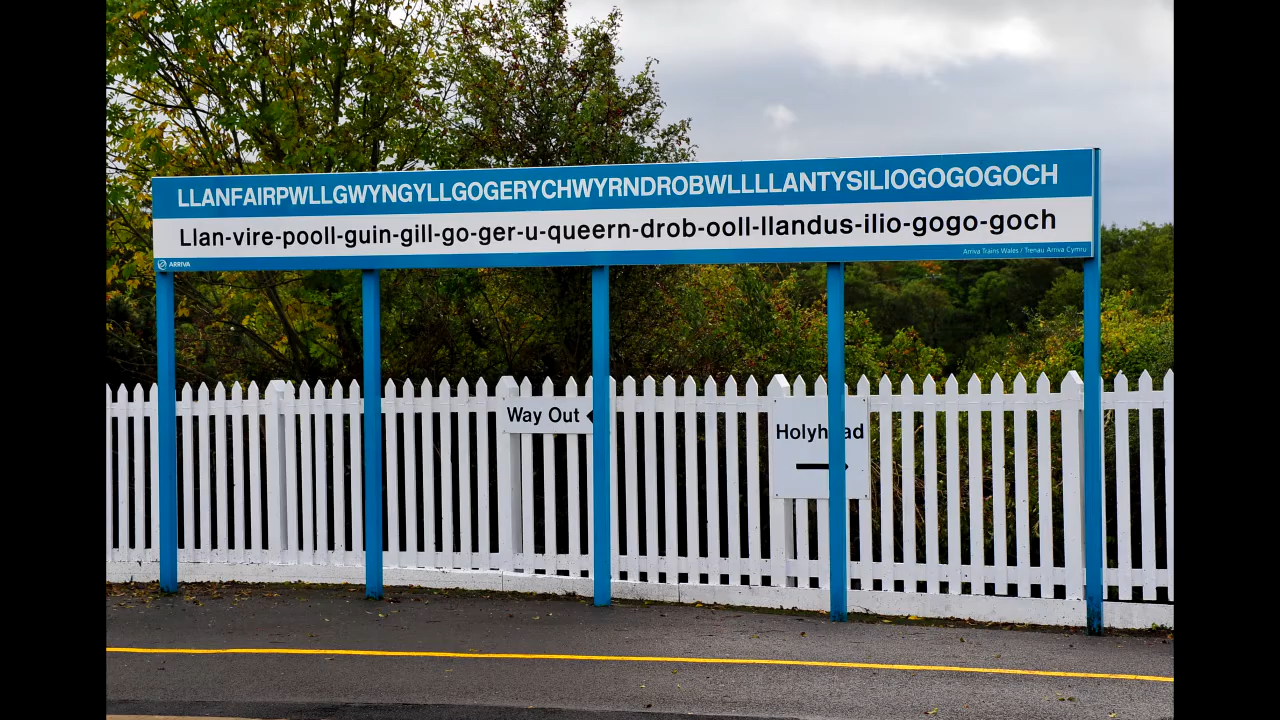 LLANFAIRPWLLGWYNGYLLGOGERYCHWYRNDROBWLLLLANTYSILIOGOGOGOCH
Llan-vire-pooll-guin-gill-go-ger-u-queern-drob-ooll-llandus-ilio-gogo-goch
ARRIVA
Arriva Trains Wales / Trenau Arriva Cymru
Way Out
Holyhead